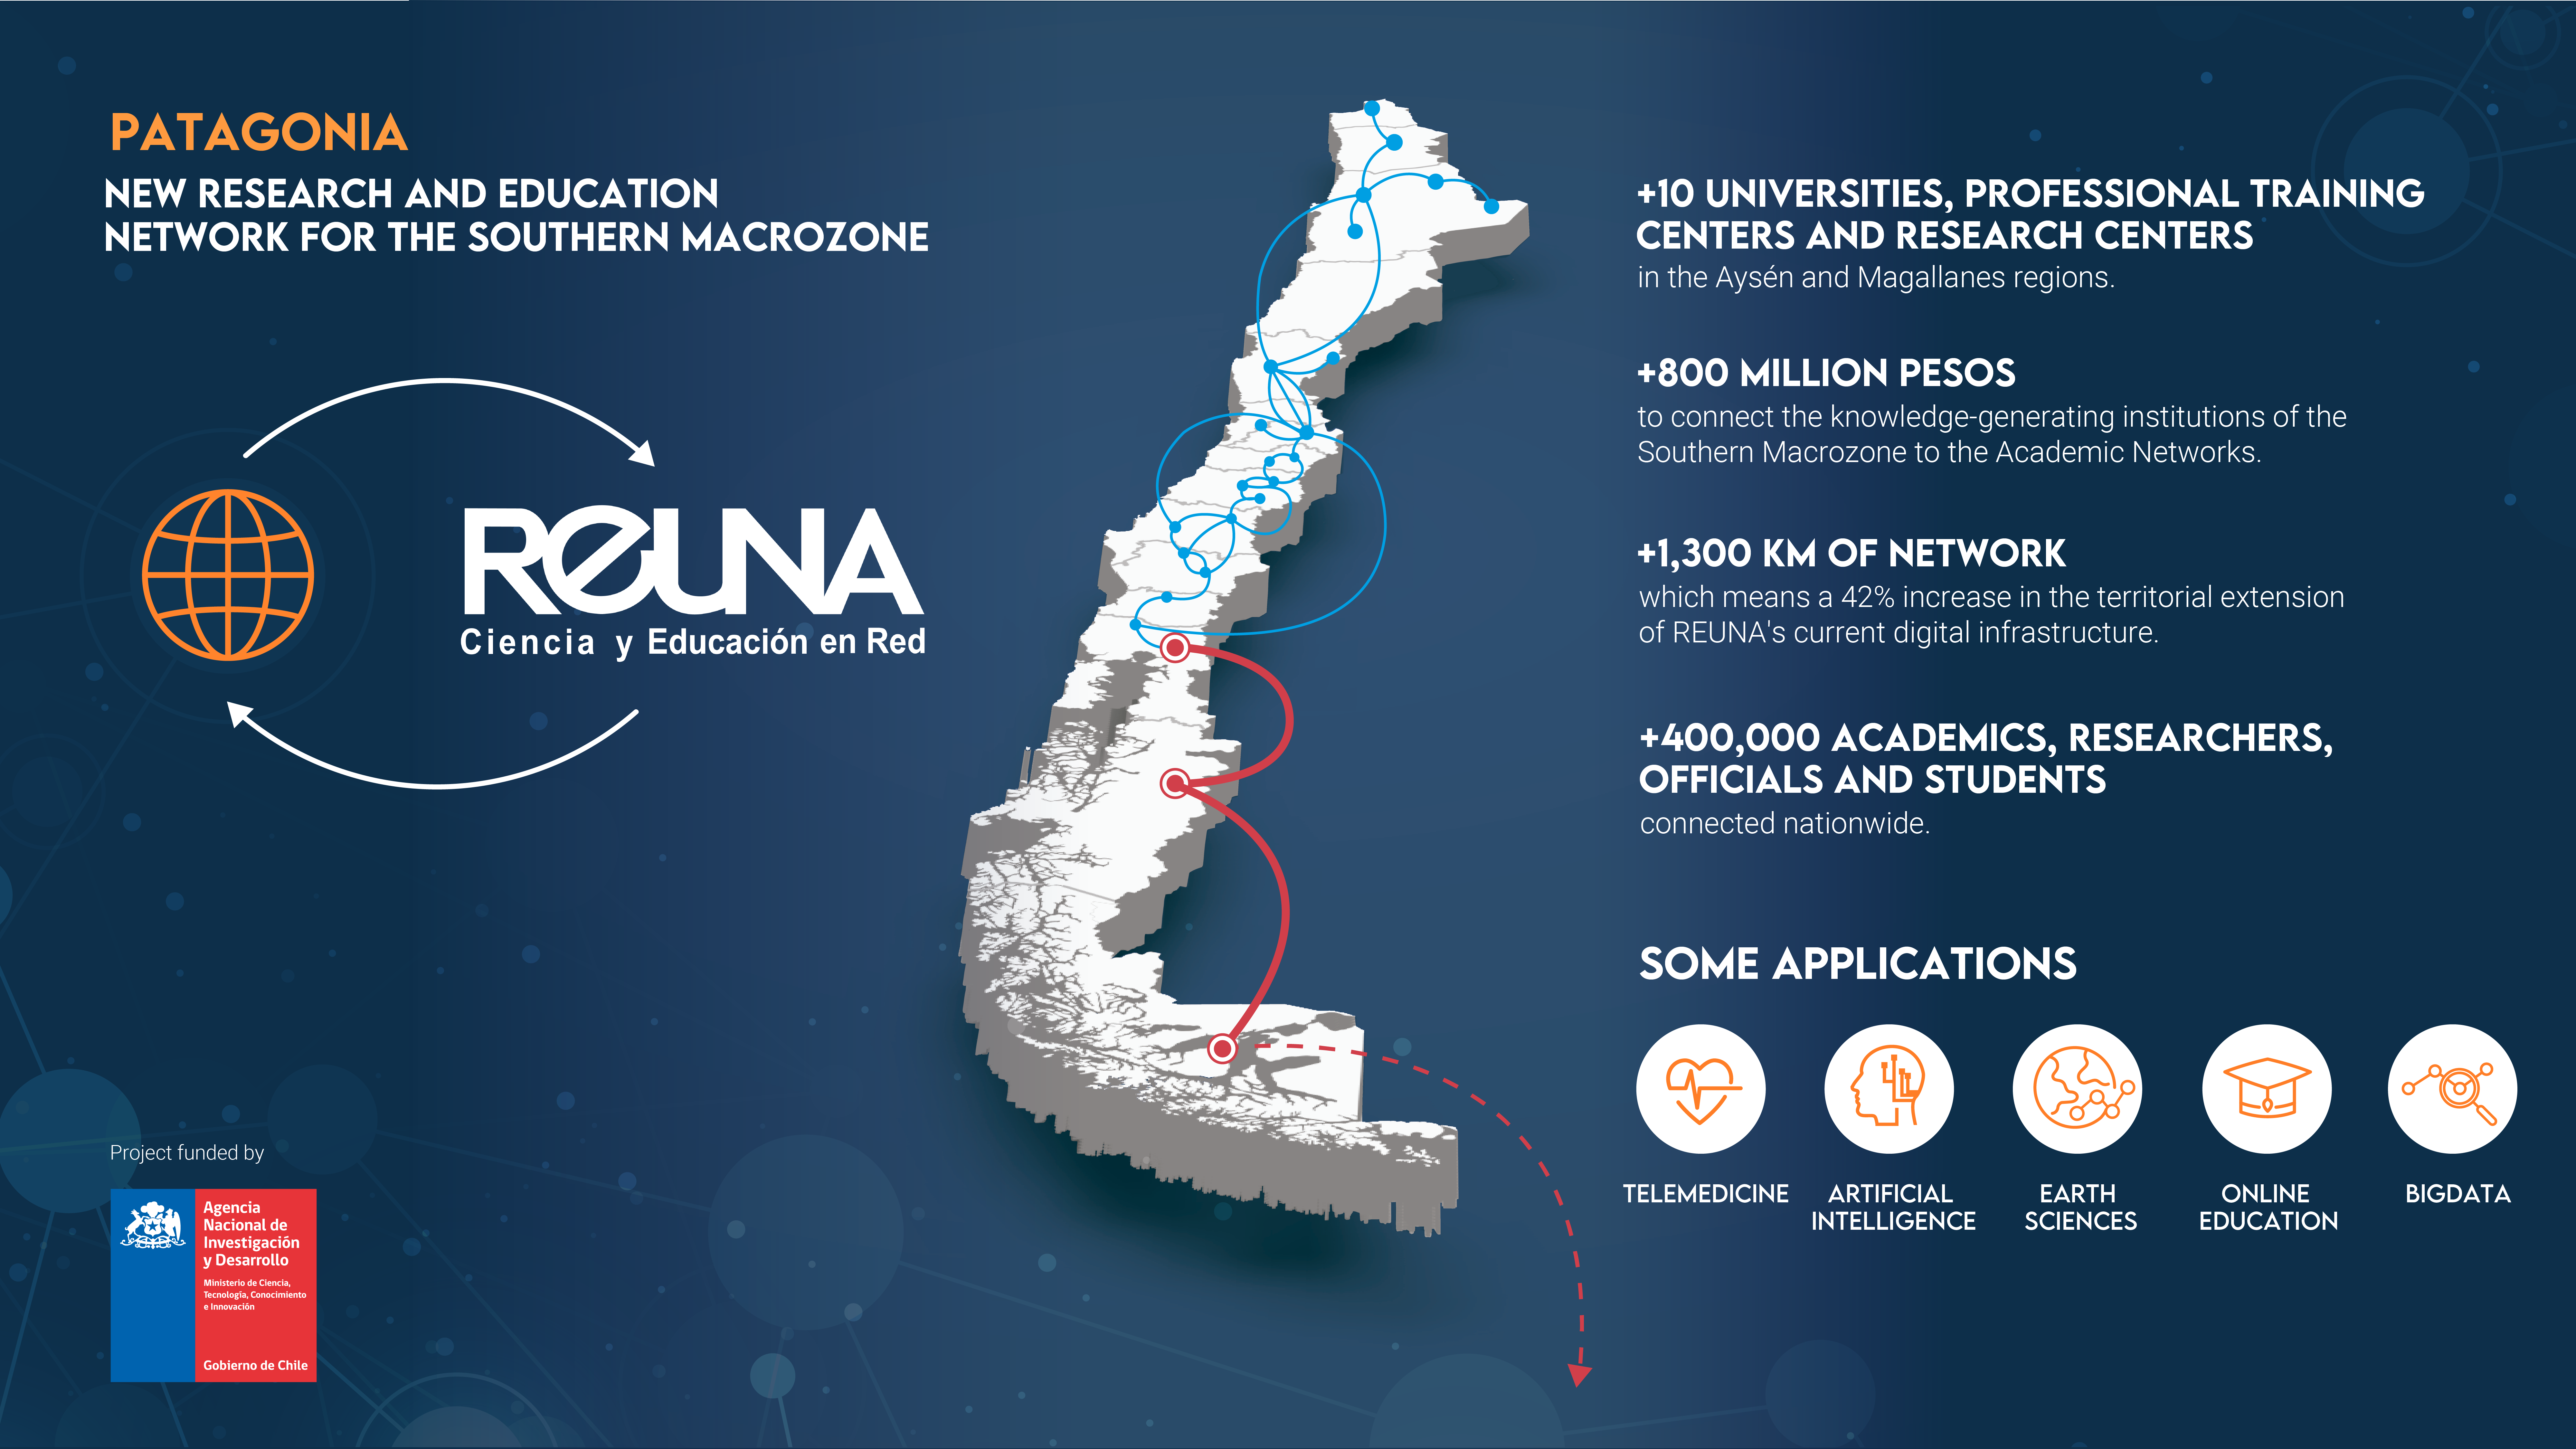 PATAGONIA
NEW RESEARCH AND EDUCATION
NETWORK FOR THE SOUTHERN MACROZONE
REUNA
Ciencia y Educación en Red
Project funded by
Agencia
Nacional de
Investigación
y Desarrollo
Ministerio de Ciencia,
Tecnología, Conocimiento
e Innovación
Gobierno de Chile
+10 UNIVERSITIES, PROFESSIONAL TRAINING
CENTERS AND RESEARCH CENTERS
in the Aysén and Magallanes regions.
+800 MILLION PESOS
to connect the knowledge-generating institutions of the
Southern Macrozone to the Academic Networks.
+1,300 KM OF NETWORK
which means a 42% increase in the territorial extension
of REUNA's current digital infrastructure.
+400,000 ACADEMICS, RESEARCHERS,
OFFICIALS AND STUDENTS
connected nationwide.
SOME APPLICATIONS
TELEMEDICINE
ARTIFICIAL
INTELLIGENCE
EARTH
SCIENCES
ONLINE
EDUCATION
BIGDATA